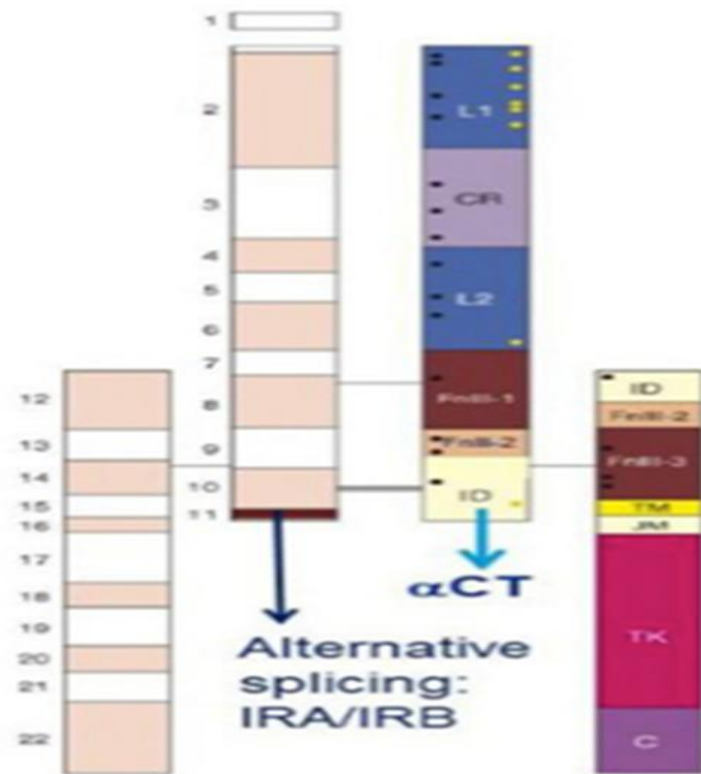 1
2
3
4
5
6
7
8
9
10
11
12
13
14
15
16
17
18
19
20
21
22
L1
CR
L2
FnIII-1
FnIII-2
ID
αCT
Alternative
splicing:
IRA/IRB
ID
FnIII-2
FnIII-3
TM
JM
TK
C